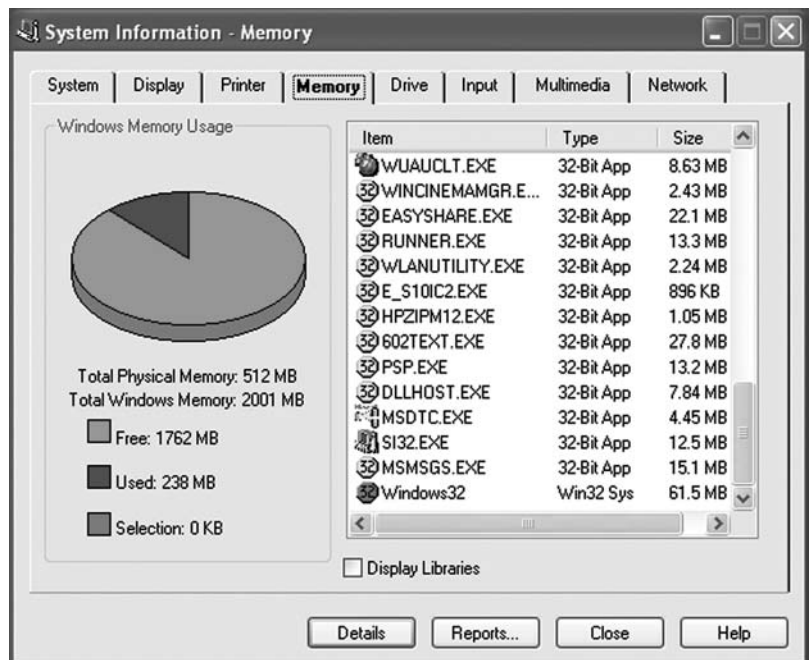 System Information - Memory
System Display Printer Memory Drive Input Multimedia Network
Windows Memory Usage
Total Physical Memory: 512 MB
Total Windows Memory: 2001 MB
Free: 1762 MB
Used: 238 MB
Selection: 0 KB
Item Type Size
WUAUCLT.EXE 32-Bit App 8.63 MB
WINCINEMAMGR.E... 32-Bit App 2.43 MB
EASYSHARE.EXE 32-Bit App 22.1 MB
RUNNER.EXE 32-Bit App 13.3 MB
WLANUTILITY.EXE 32-Bit App 2.24 MB
E_S10IC2.EXE 32-Bit App 896 KB
HPZIPM12.EXE 32-Bit App 1.05 MB
602TEXT.EXE 32-Bit App 27.8 MB
PSP.EXE 32-Bit App 13.2 MB
DLLHOST.EXE 32-Bit App 7.84 MB
MSDTC.EXE 32-Bit App 4.45 MB
SI32.EXE 32-Bit App 12.5 MB
MSMSGS.EXE 32-Bit App 15.1 MB
Windows32 Win32 Sys 61.5 MB
Display Libraries
Details Reports... Close Help